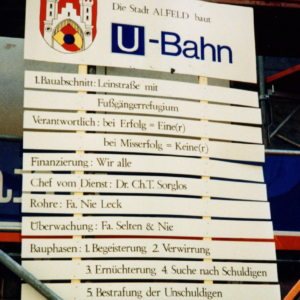 Die Stadt ALFELD baut
U-Bahn
1.Bauabschnitt: Leinstraße mit
Fußgängerrefugium
Verantwortlich: bei Erfolg = Eine(r)
bei Misserfolg = Keine(r)
Finanzierung: Wir alle
Chef vom Dienst: Dr. Ch.T. Sorglos
Rohre: Fa. Nie Leck
Überwachung: Fa. Selten & Nie
Bauphasen: 1. Begeisterung 2. Verwirrung
3. Ernüchterung 4. Suche nach Schuldigen
5. Bestrafung der Unschuldigen